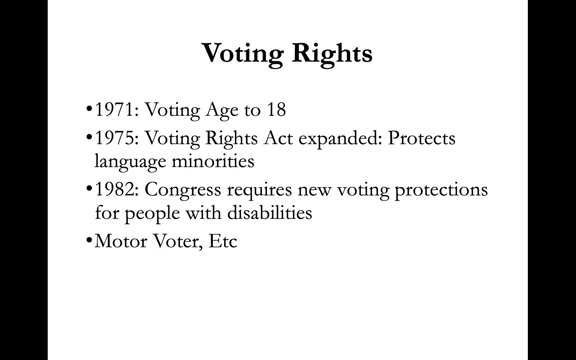 Voting Rights
•1971: Voting Age to 18
•1975: Voting Rights Act expanded: Protects
language minorities
•1982: Congress requires new voting protections
for people with disabilities
•Motor Voter, Etc